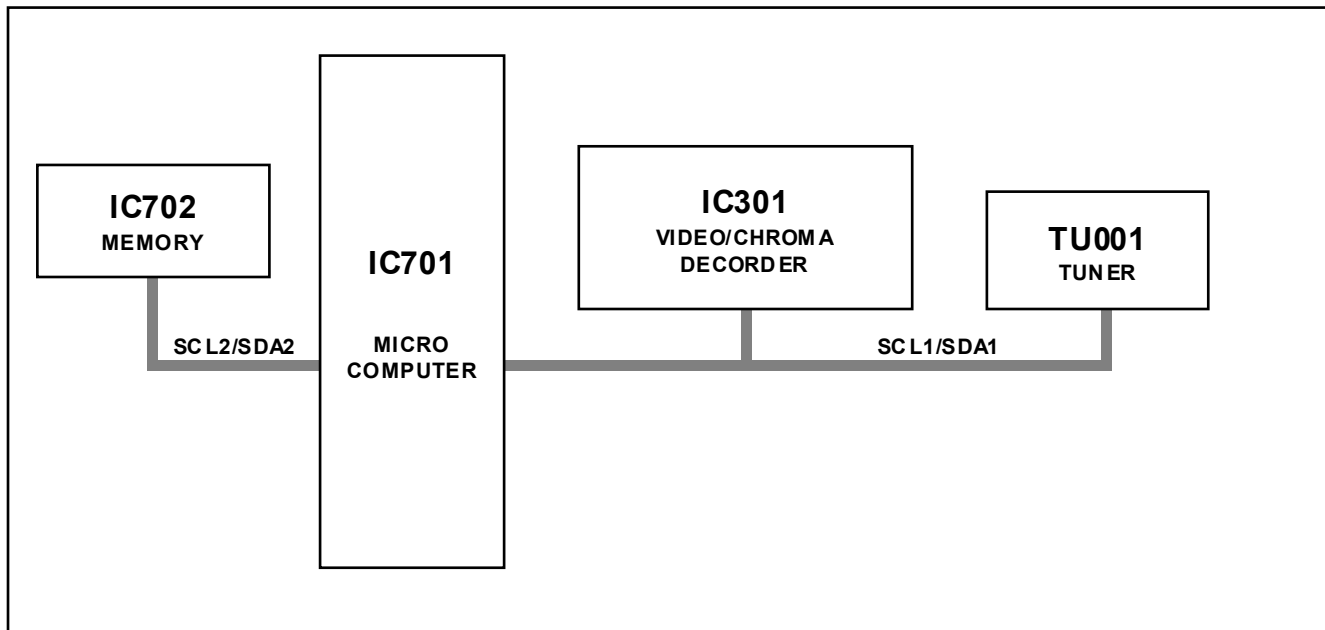 IC702
MEMORY
SCL2/SDA2
IC701
MICRO
COMPUTER
IC301
VIDEO/CHROMA
DECORDER
SCL1/SDA1
TU001
TUNER